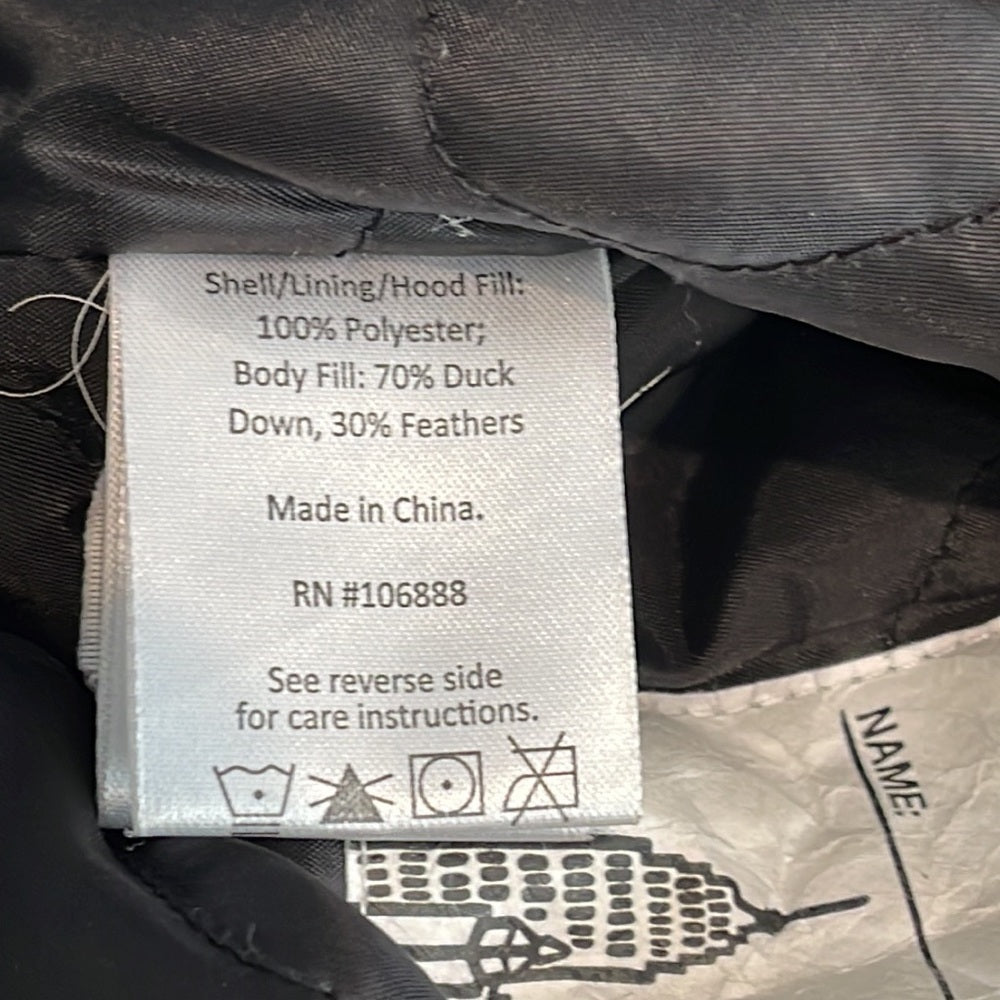 Shell/Lining/Hood Fill:
100% Polyester;
Body Fill: 70% Duck
Down, 30% Feathers
Made in China.
RN #106888
See reverse side
for care instructions.
NAME: